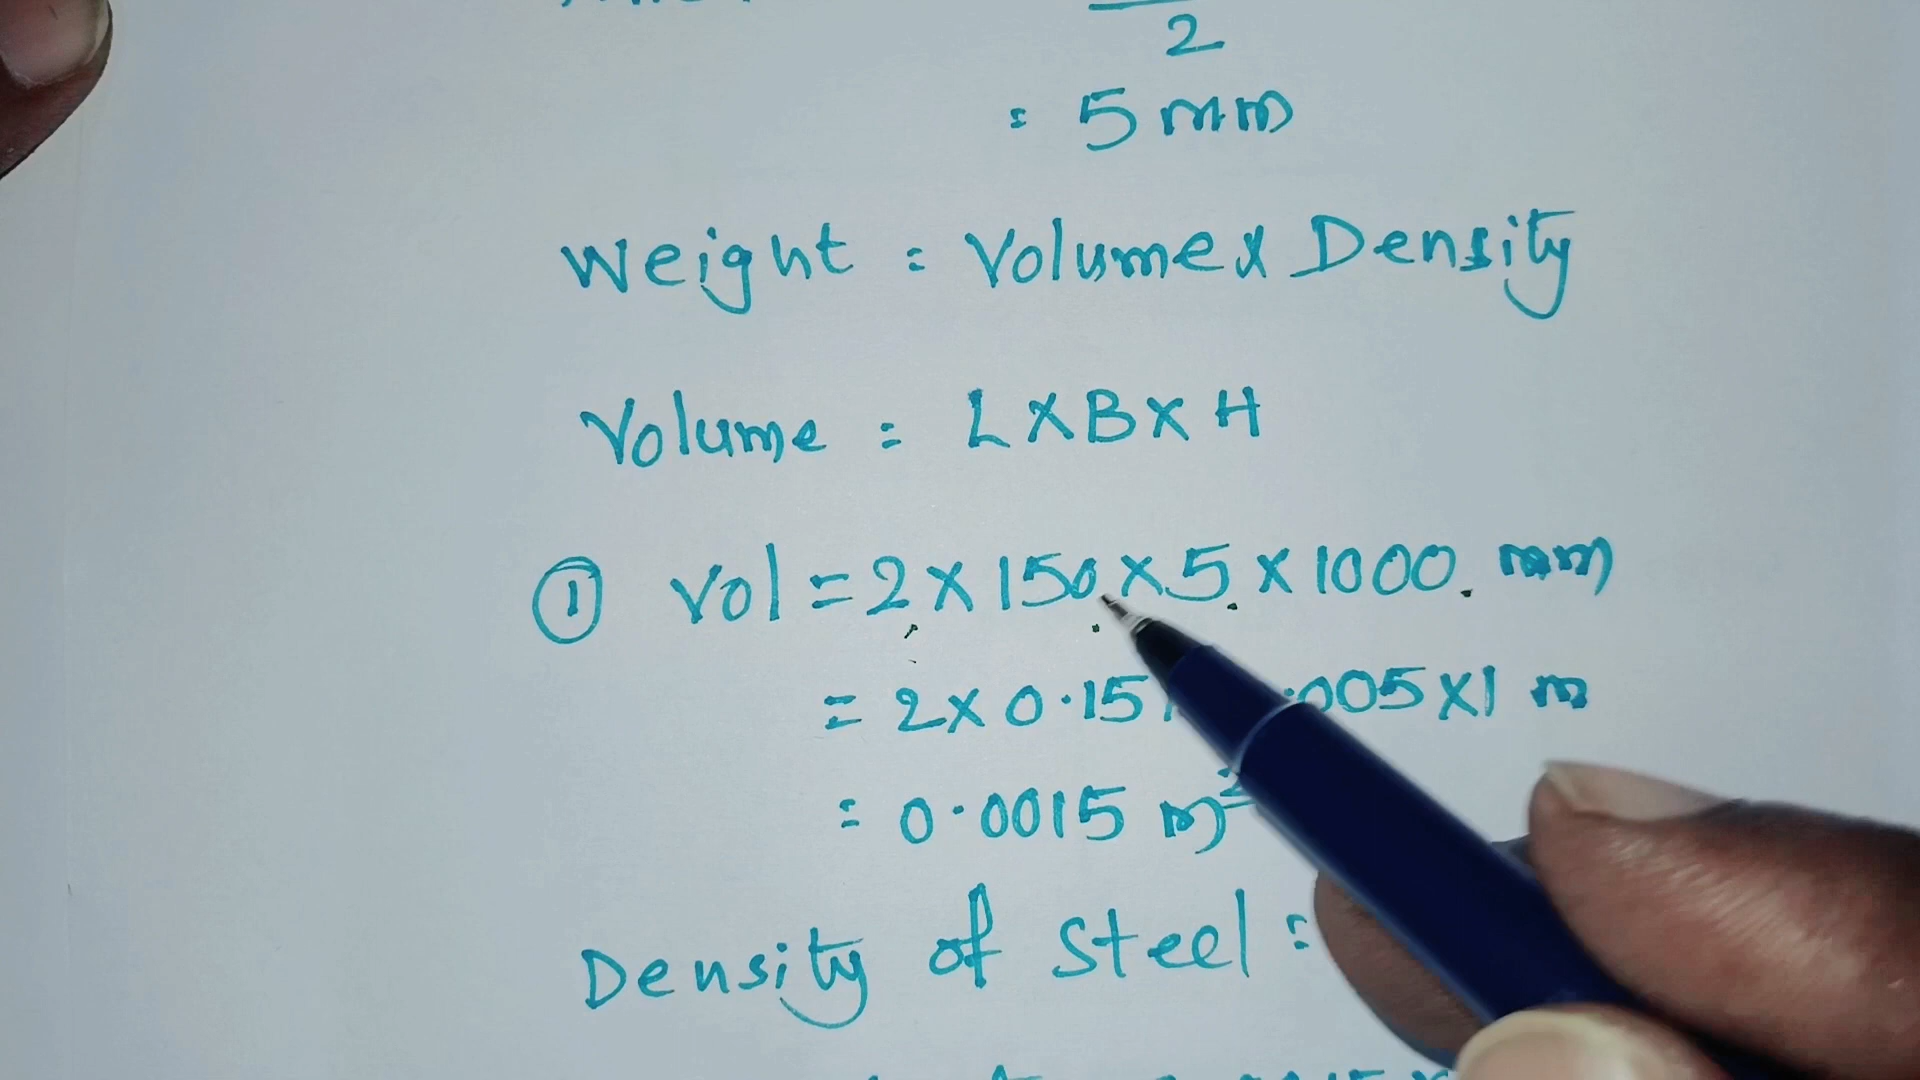 2
= 5 mm
Weight = Volume x Density
Volume = L x B x H
① Vol = 2 x 150 x 5 x 1000 mm
= 2 x 0.15 .005 x 1 m
= 0.0015 m
Density of Steel =